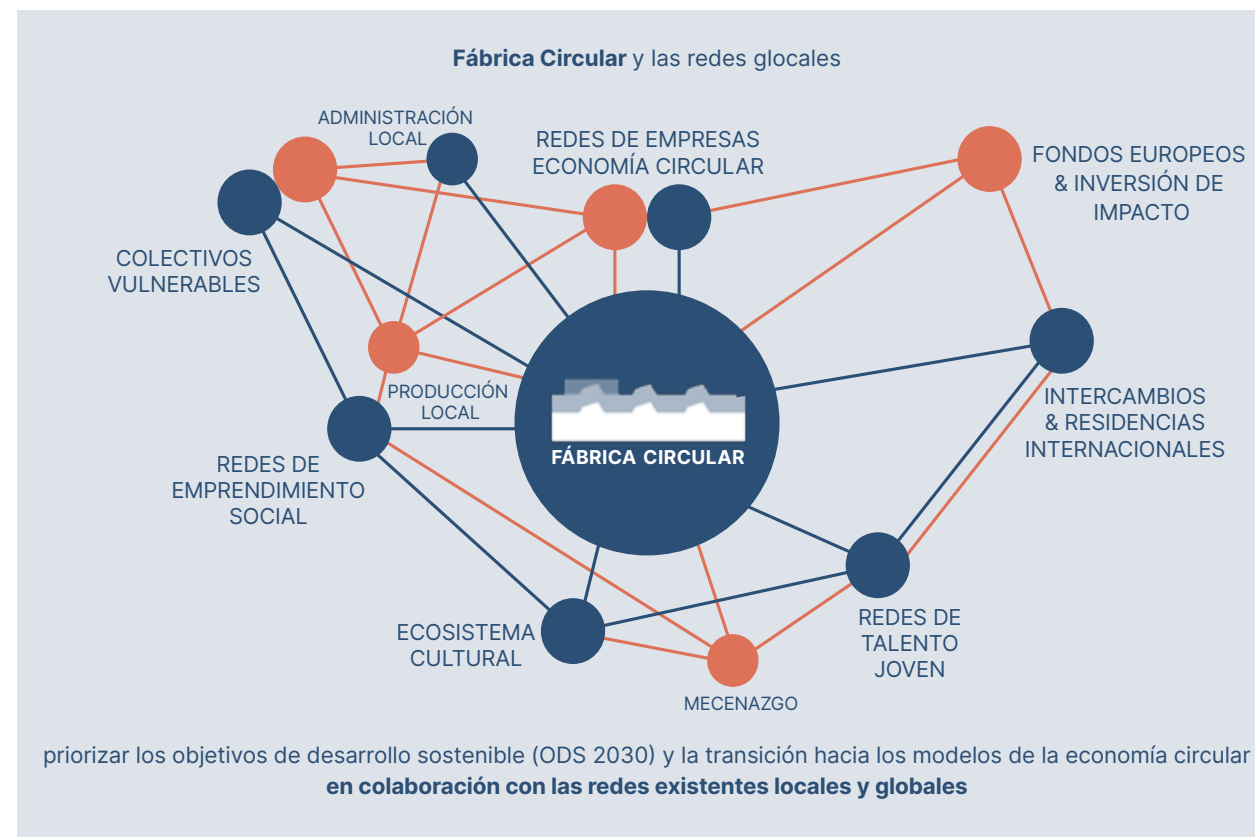 Fábrica Circular y las redes glocales
ADMINISTRACIÓN
LOCAL
REDES DE EMPRESAS
ECONOMÍA CIRCULAR
FONDOS EUROPEOS
& INVERSIÓN DE
IMPACTO
COLECTIVOS
VULNERABLES
PRODUCCIÓN
LOCAL
FÁBRICA CIRCULAR
INTERCAMBIOS
& RESIDENCIAS
INTERNACIONALES
REDES DE
EMPRENDIMIENTO
SOCIAL
ECOSISTEMA
CULTURAL
REDES DE
TALENTO
JOVEN
MECENAZGO
priorizar los objetivos de desarrollo sostenible (ODS 2030) y la transición hacia los modelos de la economía circular
en colaboración con las redes existentes locales y globales